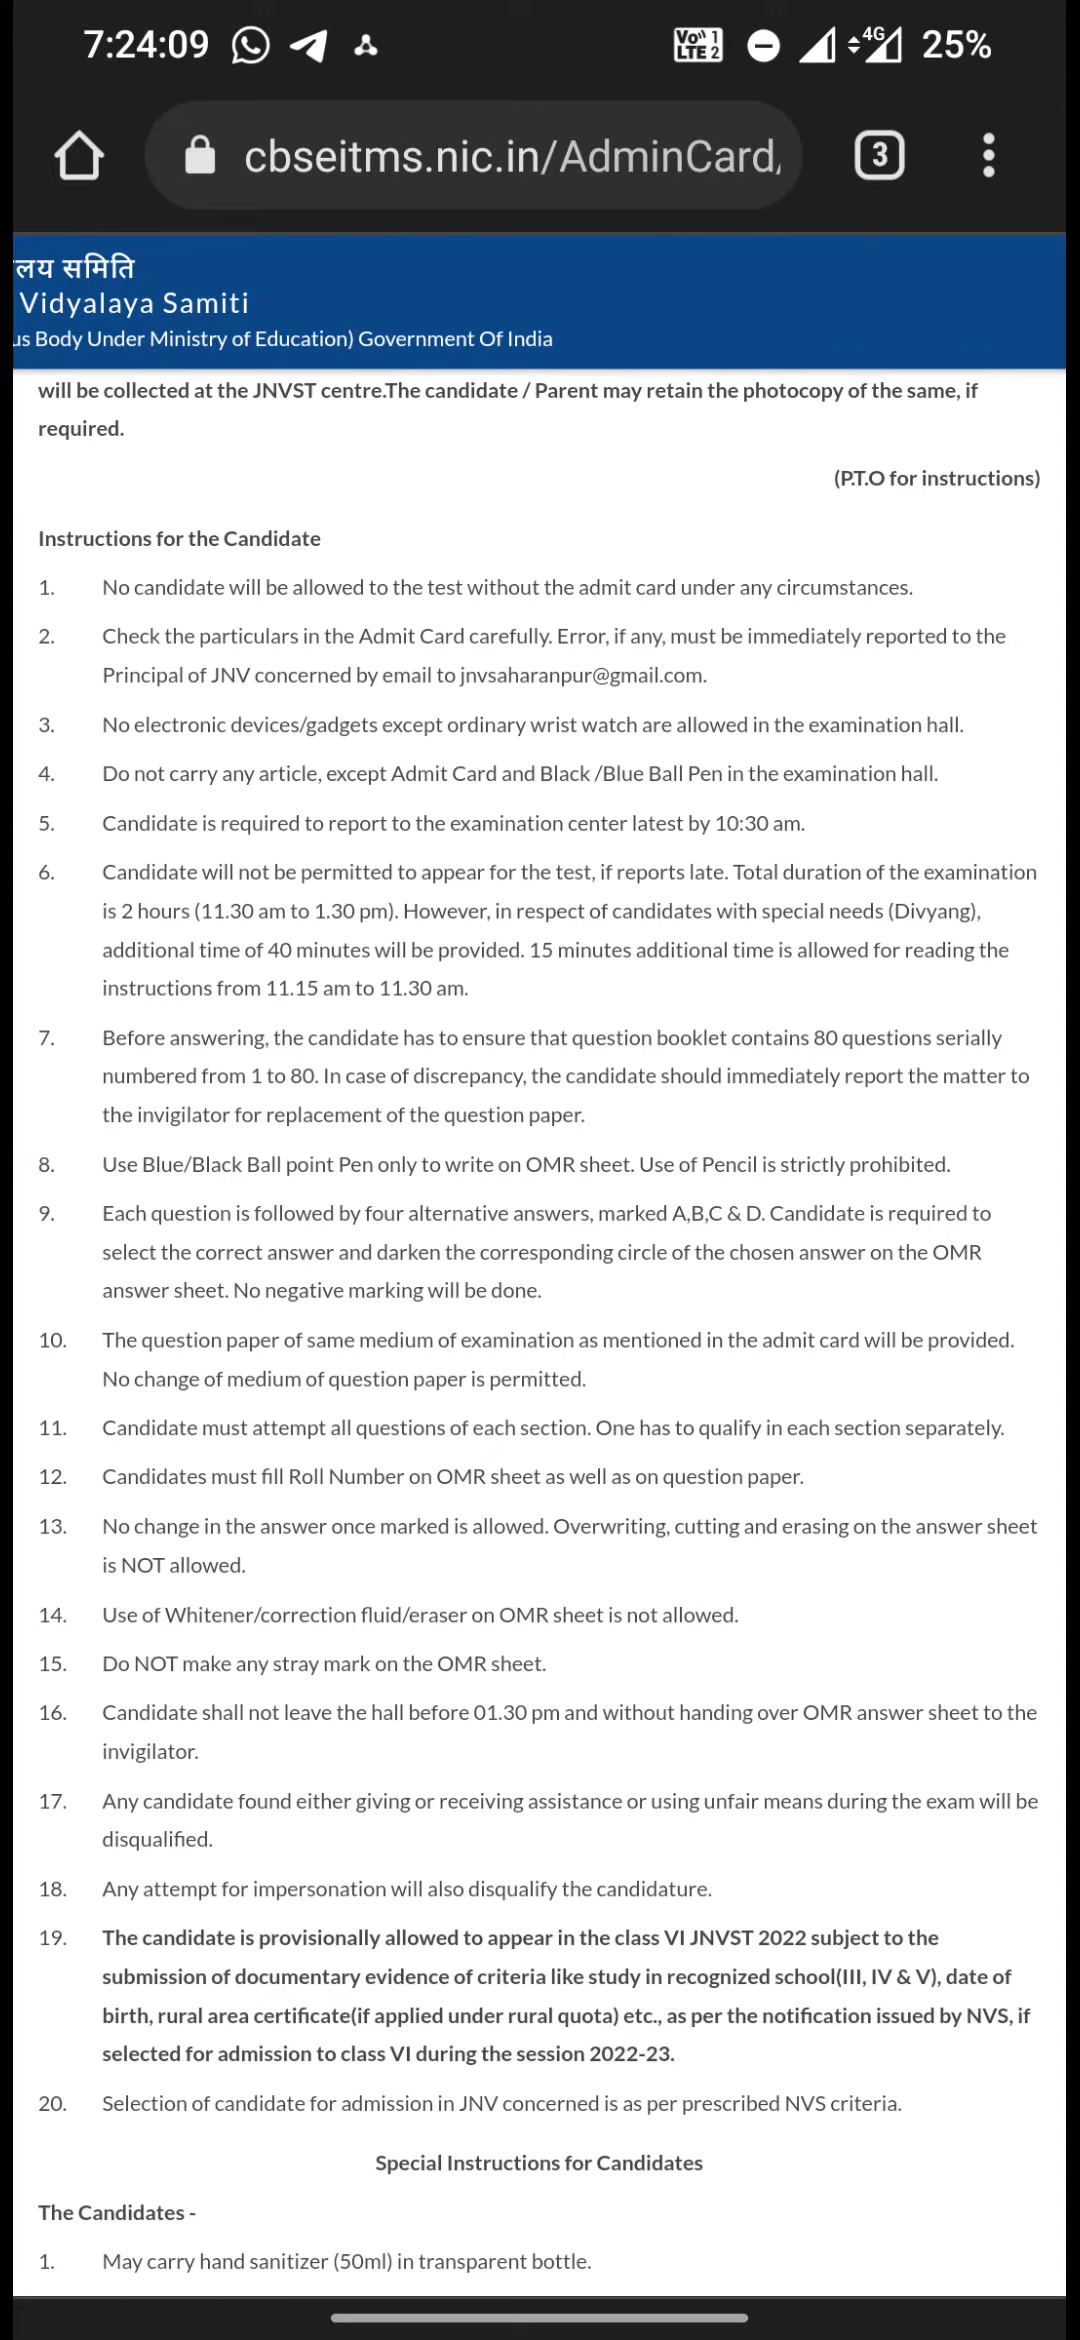 7:24:09
Vo)) 1
LTE 2
4G
25%
cbseitms.nic.in/AdminCard,
3
लय समिति
Vidyalaya Samiti
us Body Under Ministry of Education) Government Of India
will be collected at the JNVST centre.The candidate / Parent may retain the photocopy of the same, if
required.
(P.T.O for instructions)
Instructions for the Candidate
1. No candidate will be allowed to the test without the admit card under any circumstances.
2. Check the particulars in the Admit Card carefully. Error, if any, must be immediately reported to the
Principal of JNV concerned by email to jnvsaharanpur@gmail.com.
3. No electronic devices/gadgets except ordinary wrist watch are allowed in the examination hall.
4. Do not carry any article, except Admit Card and Black /Blue Ball Pen in the examination hall.
5. Candidate is required to report to the examination center latest by 10:30 am.
6. Candidate will not be permitted to appear for the test, if reports late. Total duration of the examination
is 2 hours (11.30 am to 1.30 pm). However, in respect of candidates with special needs (Divyang),
additional time of 40 minutes will be provided. 15 minutes additional time is allowed for reading the
instructions from 11.15 am to 11.30 am.
7. Before answering, the candidate has to ensure that question booklet contains 80 questions serially
numbered from 1 to 80. In case of discrepancy, the candidate should immediately report the matter to
the invigilator for replacement of the question paper.
8. Use Blue/Black Ball point Pen only to write on OMR sheet. Use of Pencil is strictly prohibited.
9. Each question is followed by four alternative answers, marked A,B,C & D. Candidate is required to
select the correct answer and darken the corresponding circle of the chosen answer on the OMR
answer sheet. No negative marking will be done.
10. The question paper of same medium of examination as mentioned in the admit card will be provided.
No change of medium of question paper is permitted.
11. Candidate must attempt all questions of each section. One has to qualify in each section separately.
12. Candidates must fill Roll Number on OMR sheet as well as on question paper.
13. No change in the answer once marked is allowed. Overwriting, cutting and erasing on the answer sheet
is NOT allowed.
14. Use of Whitener/correction fluid/eraser on OMR sheet is not allowed.
15. Do NOT make any stray mark on the OMR sheet.
16. Candidate shall not leave the hall before 01.30 pm and without handing over OMR answer sheet to the
invigilator.
17. Any candidate found either giving or receiving assistance or using unfair means during the exam will be
disqualified.
18. Any attempt for impersonation will also disqualify the candidature.
19. The candidate is provisionally allowed to appear in the class VI JNVST 2022 subject to the
submission of documentary evidence of criteria like study in recognized school(III, IV & V), date of
birth, rural area certificate(if applied under rural quota) etc., as per the notification issued by NVS, if
selected for admission to class VI during the session 2022-23.
20. Selection of candidate for admission in JNV concerned is as per prescribed NVS criteria.
Special Instructions for Candidates
The Candidates -
1. May carry hand sanitizer (50ml) in transparent bottle.